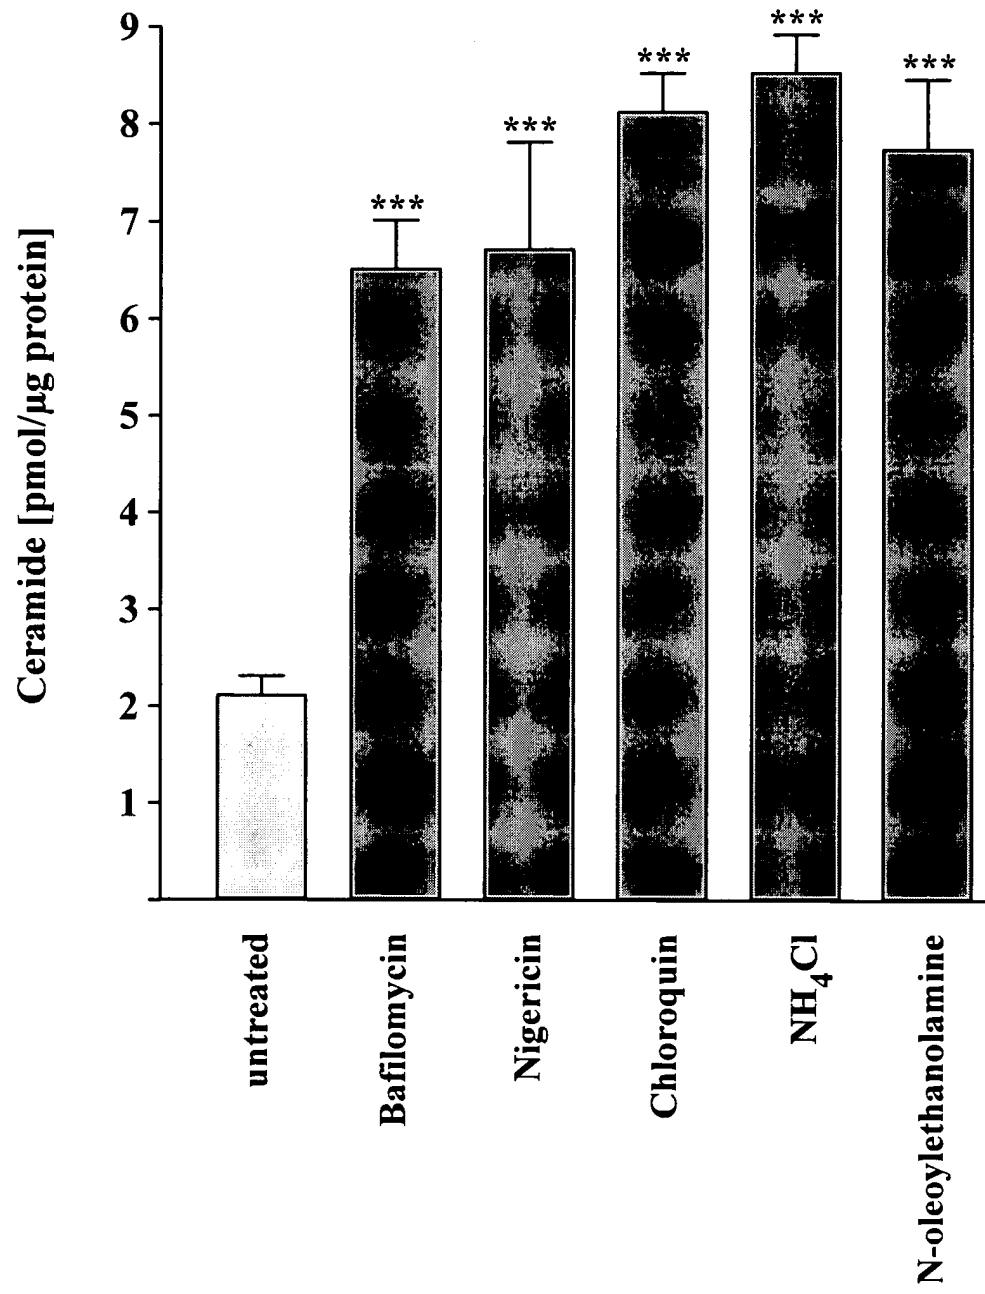 Ceramide [pmol/µg protein]
9
8
7
6
5
4
3
2
1
***
***
***
***
***
untreated
Bafilomycin
Nigericin
Chloroquin
NH4Cl
N-oleoylethanolamine